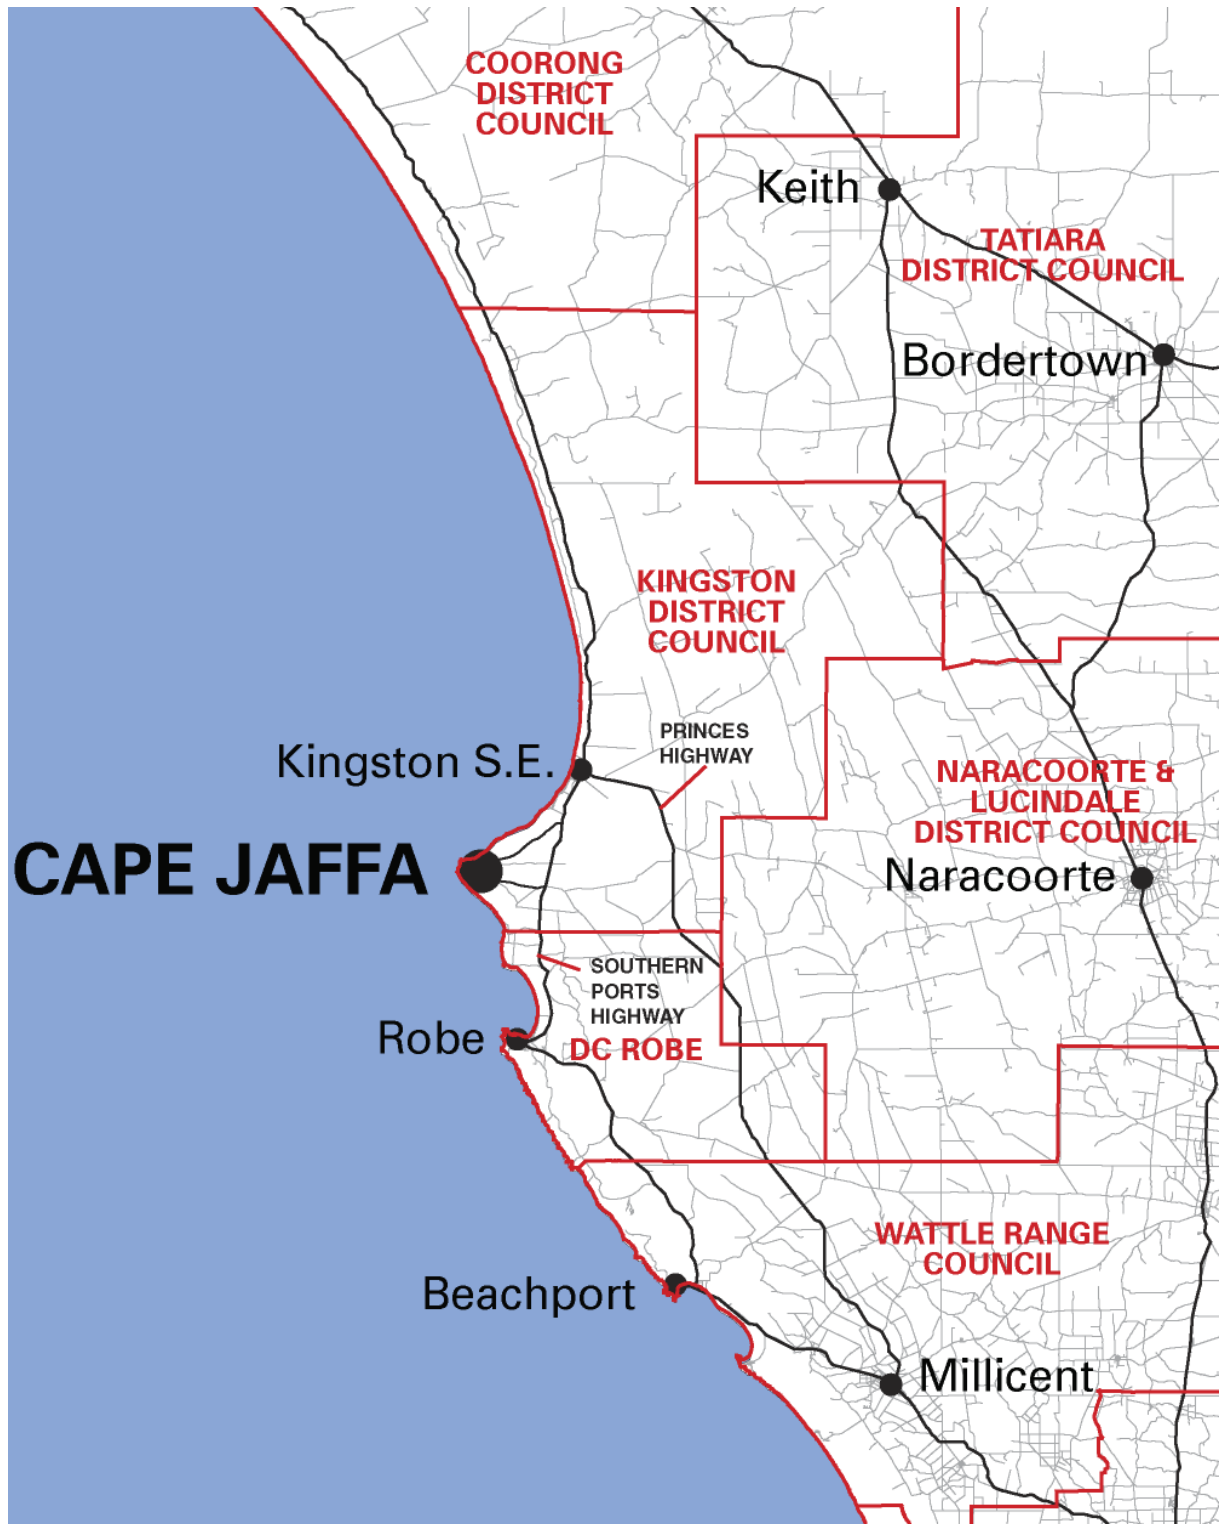 COORONG
DISTRICT
COUNCIL
Keith
TATIARA
DISTRICT COUNCIL
Bordertown
KINGSTON
DISTRICT
COUNCIL
PRINCES
HIGHWAY
Kingston S.E.
NARACOORTE &
LUCINDALE
DISTRICT COUNCIL
CAPE JAFFA
Naracoorte
SOUTHERN
PORTS
HIGHWAY
Robe
DC ROBE
WATTLE RANGE
COUNCIL
Beachport
Millicent